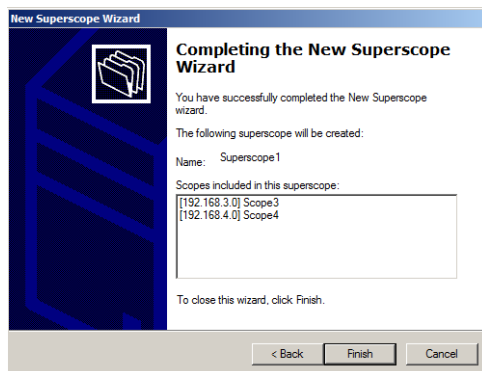 New Superscope Wizard
Completing the New Superscope
Wizard
You have successfully completed the New Superscope
wizard.
The following superscope will be created:
Name: Superscope1
Scopes included in this superscope:
[192.168.3.0] Scope3
[192.168.4.0] Scope4
To close this wizard, click Finish.
< Back Finish Cancel